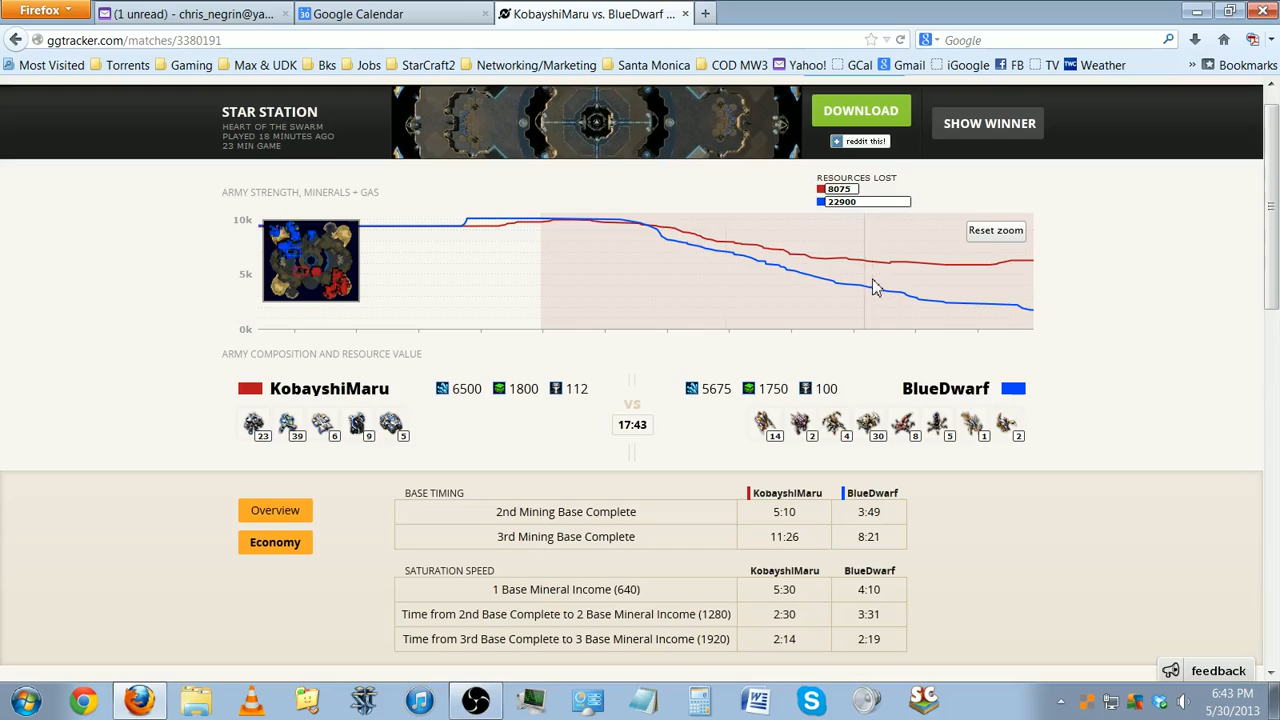 Firefox
(1 unread) - chris_negrin@ya...
30 Google Calendar
KobayshiMaru vs. BlueDwarf ...
ggtracker.com/matches/3380191
Google
Most Visited
Torrents
Gaming
Max & UDK
Bks
Jobs
StarCraft2
Networking/Marketing
Santa Monica
COD MW3
Yahoo!
GCal
Gmail
iGoogle
FB
TV
TWC Weather
Bookmarks
STAR STATION
HEART OF THE SWARM
PLAYED 18 MINUTES AGO
23 MIN GAME
DOWNLOAD
reddit this!
SHOW WINNER
RESOURCES LOST
8075
22900
ARMY STRENGTH, MINERALS + GAS
10k
5k
0k
Reset zoom
ARMY COMPOSITION AND RESOURCE VALUE
KobayshiMaru 6500 1800 112
VS
17:43
5675 1750 100 BlueDwarf
23 39 6 9 5
14 2 4 30 8 5 1 2
Overview
Economy
BASE TIMING KobayshiMaru BlueDwarf
2nd Mining Base Complete 5:10 3:49
3rd Mining Base Complete 11:26 8:21
SATURATION SPEED KobayshiMaru BlueDwarf
1 Base Mineral Income (640) 5:30 4:10
Time from 2nd Base Complete to 2 Base Mineral Income (1280) 2:30 3:31
Time from 3rd Base Complete to 3 Base Mineral Income (1920) 2:14 2:19
feedback
6:43 PM
5/30/2013